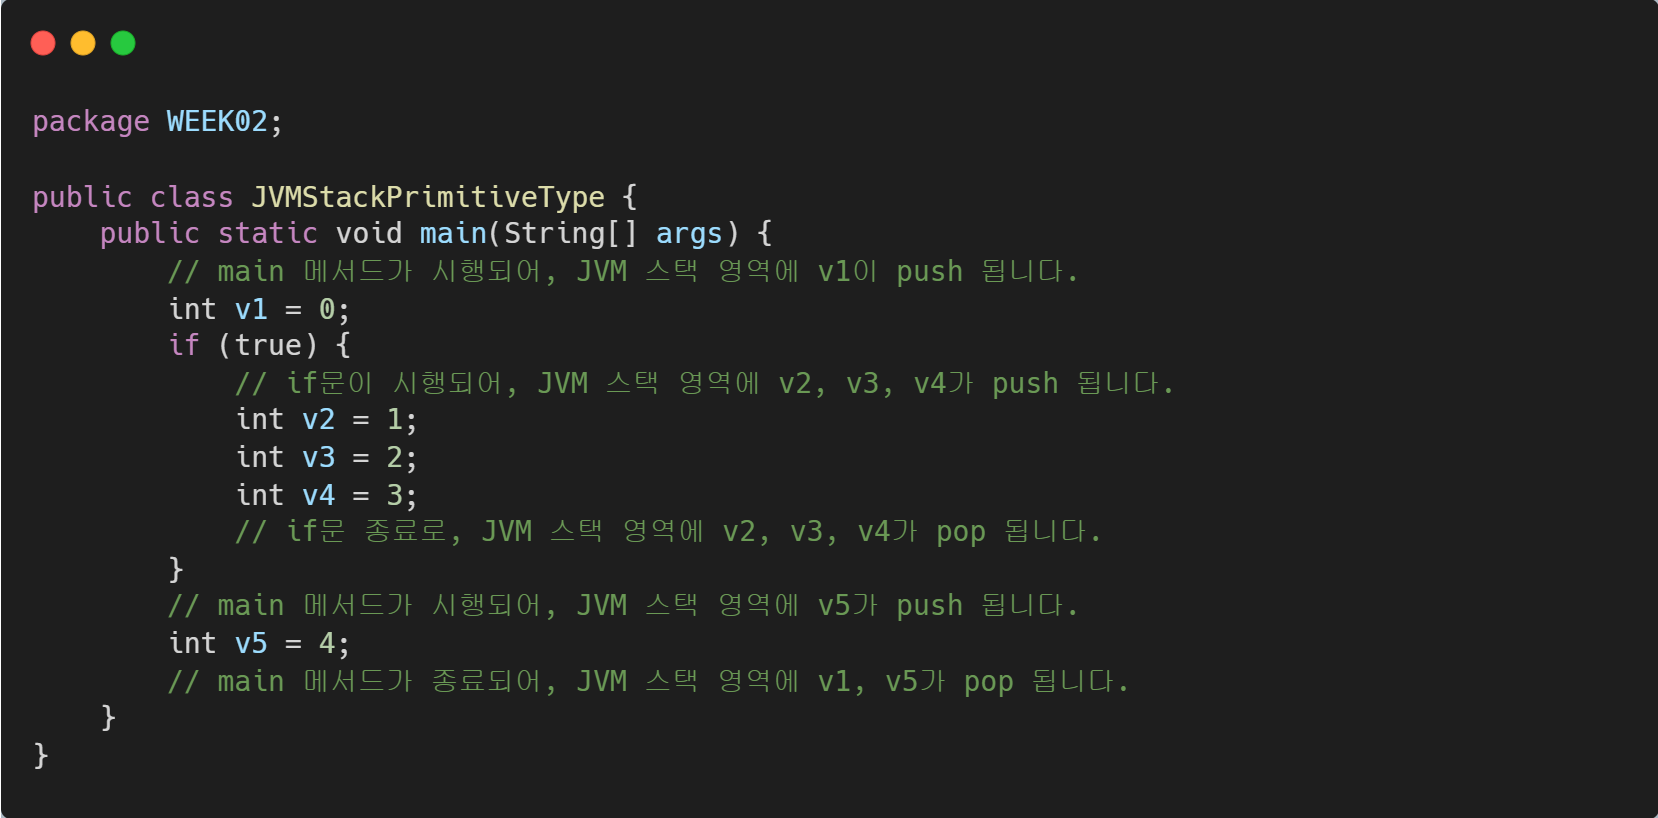 package WEEK02;
public class JVMStackPrimitiveType {
public static void main(String[] args) {
// main 메서드가 시행되어, JVM 스택 영역에 v1이 push 됩니다.
int v1 = 0;
if (true) {
// if문이 시행되어, JVM 스택 영역에 v2, v3, v4가 push 됩니다.
int v2 = 1;
int v3 = 2;
int v4 = 3;
// if문 종료로, JVM 스택 영역에 v2, v3, v4가 pop 됩니다.
}
// main 메서드가 시행되어, JVM 스택 영역에 v5가 push 됩니다.
int v5 = 4;
// main 메서드가 종료되어, JVM 스택 영역에 v1, v5가 pop 됩니다.
}
}